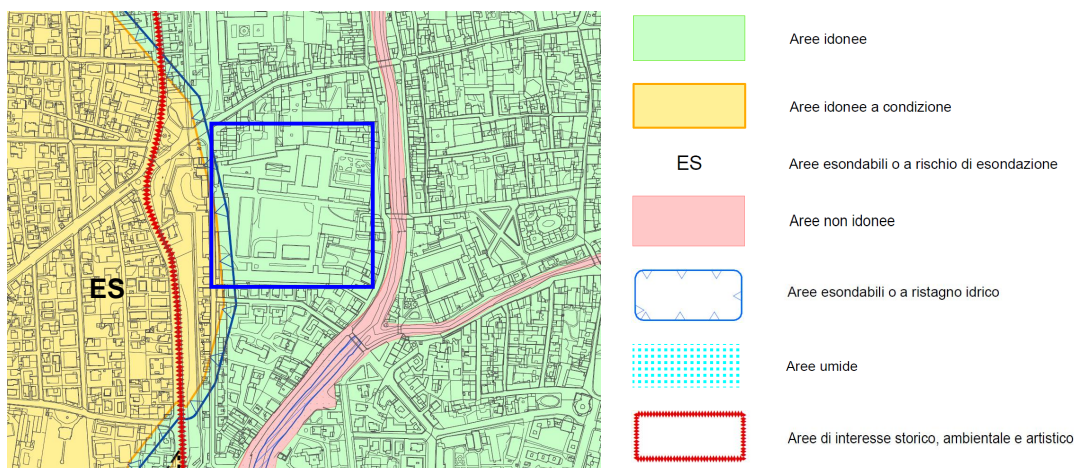 ES
Aree idonee
Aree idonee a condizione
ES Aree esondabili o a rischio di esondazione
Aree non idonee
Aree esondabili o a ristagno idrico
Aree umide
Aree di interesse storico, ambientale e artistico